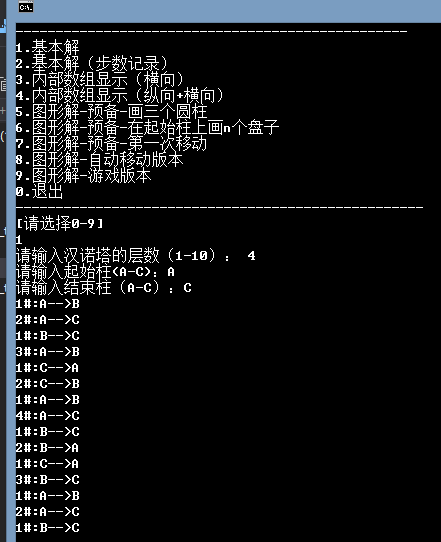 C:\.
1.基本解
2.基本解（步数记录）
3.内部数组显示（横向）
4.内部数组显示（纵向+横向）
5.图形解-预备-画三个圆柱
6.图形解-预备-在起始柱上画n个盘子
7.图形解-预备-第一次移动
8.图形解-自动移动版本
9.图形解-游戏版本
0.退出
[请选择0-9]
1
请输入汉诺塔的层数（1-10）： 4
请输入起始柱(A-C)：A
请输入结束柱（A-C）：C
1#:A-->B
2#:A-->C
1#:B-->C
3#:A-->B
1#:C-->A
2#:C-->B
1#:A-->B
4#:A-->C
1#:B-->C
2#:B-->A
1#:C-->A
3#:B-->C
1#:A-->B
2#:A-->C
1#:B-->C